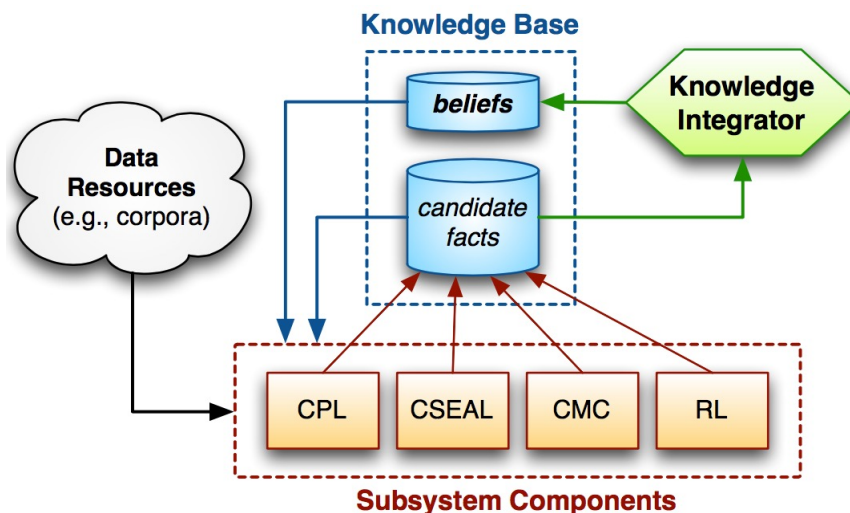 Knowledge Base
beliefs
Knowledge
Integrator
Data
Resources
(e.g., corpora)
candidate
facts
CPL
CSEAL
CMC
RL
Subsystem Components